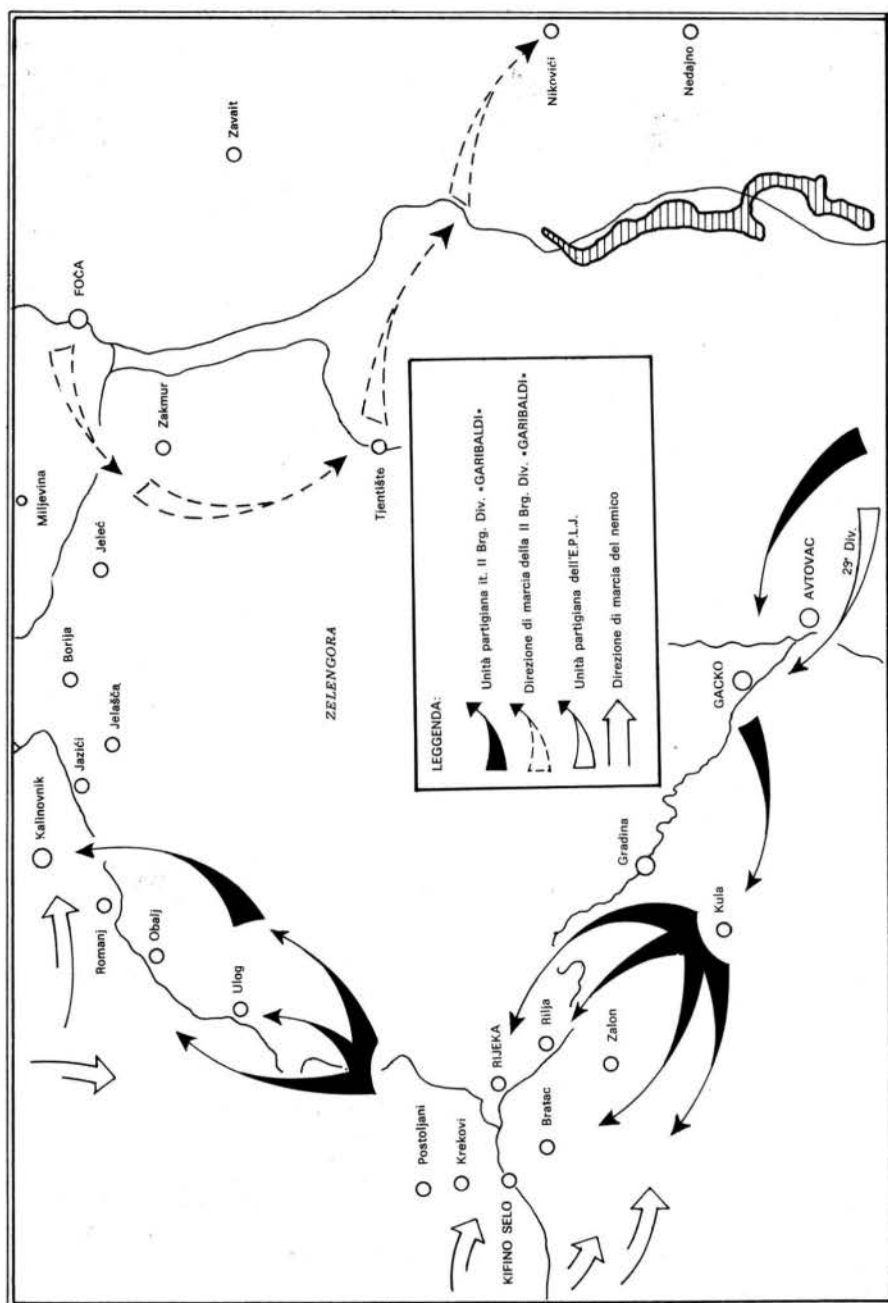 Kalinovnik
Miljevina
Borija
Jazići
FOČA
Romanj
Jelašča
Jeleć
Obalj
Zakmur
Ulog
Zavait
ZELENGORA
Tjentište
Postoljani
Krekovi
RIJEKA
KIFINO SELO
Bratac
Rilja
Nikovići
Zalon
Gradina
Nedajno
Kula
GACKO
AVTOVAC
29ª Div.
LEGGENDA:
Unità partigiana it. II Brg. Div. «GARIBALDI»
Direzione di marcia della II Brg. Div. «GARIBALDI»
Unità partigiana dell'E.P.L.J.
Direzione di marcia del nemico